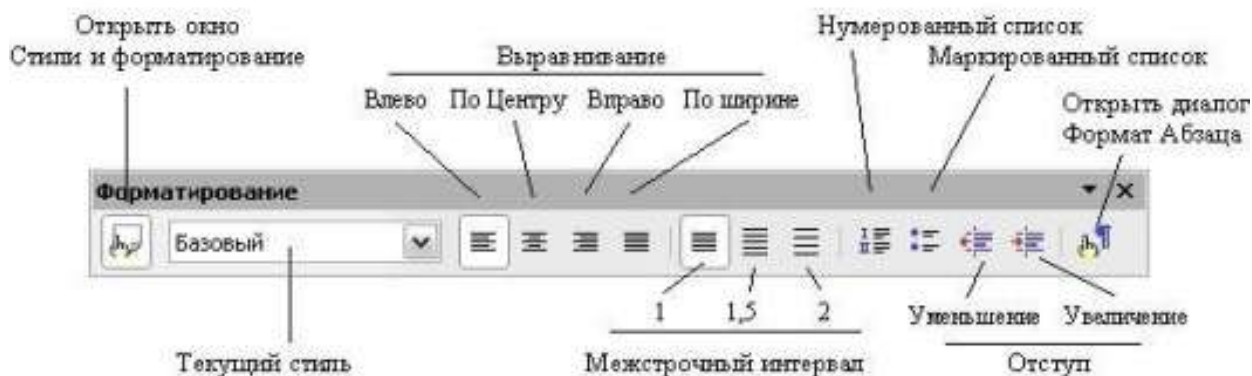 Открыть окно
Стили и форматирование
Выравнивание
Влево По Центру Вправо По ширине
Нумерованный список
Маркированный список
Открыть диалог
Формат Абзаца
Форматирование
Базовый
1 1,5 2
Межстрочный интервал
Уменьшение Увеличение
Отступ
Текущий стиль